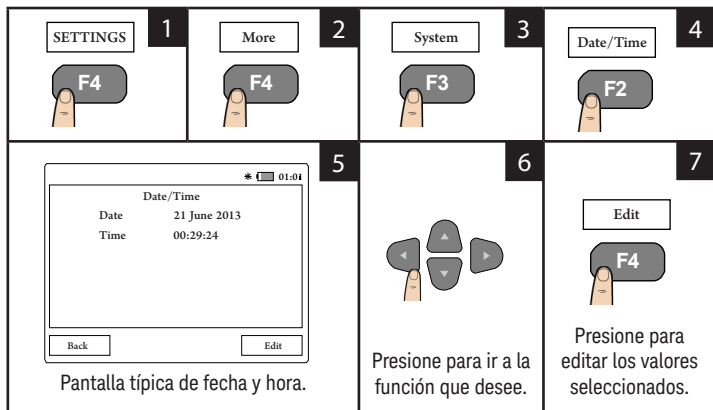 SETTINGS
1
F4
More
2
F4
System
3
F3
Date/Time
4
F2
5
01:01
Date/Time
Date 21 June 2013
Time 00:29:24
Back Edit
Pantalla típica de fecha y hora.
6
Presione para ir a la
función que desee.
7
Edit
F4
Presione para
editar los valores
seleccionados.